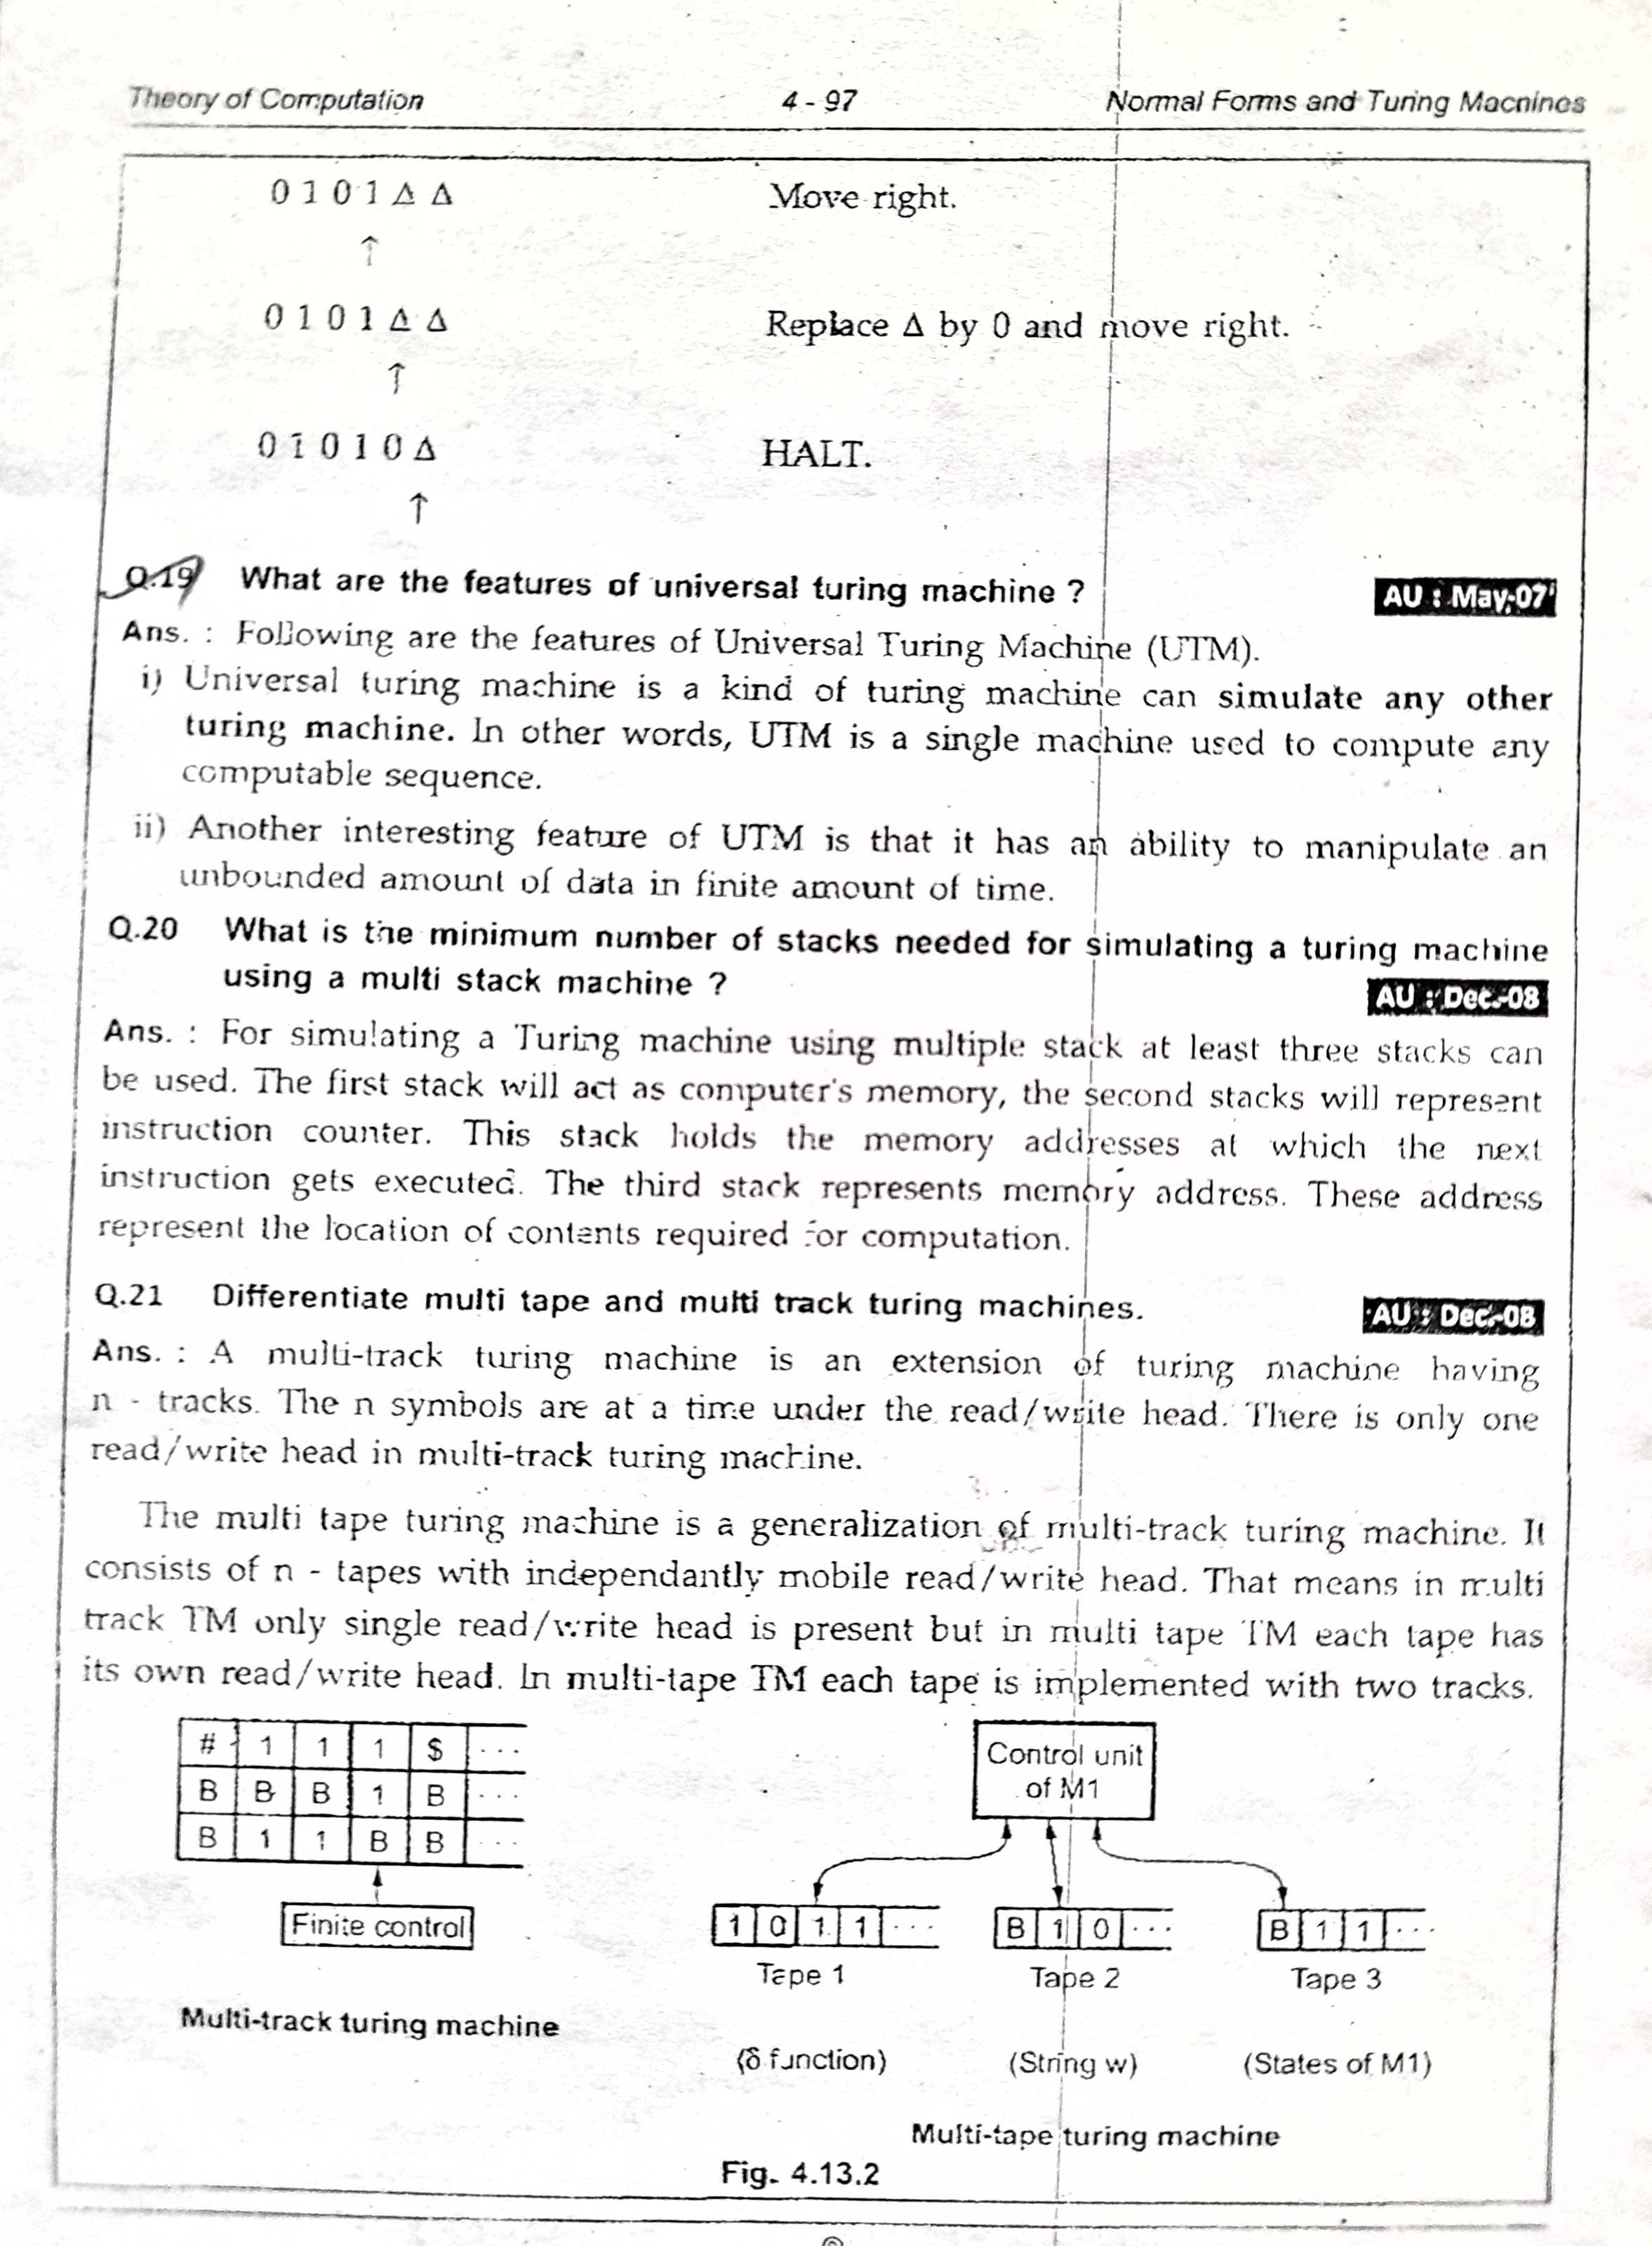 Theory of Computation 4 - 97 Normal Forms and Turing Machines
0 1 0 1 Δ Δ Move right.
↑
0 1 0 1 Δ Δ Replace Δ by 0 and move right.
↑
0 1 0 1 0 Δ HALT.
↑
Q.19 What are the features of universal turing machine ? AU : May-07
Ans. : Following are the features of Universal Turing Machine (UTM).
i) Universal turing machine is a kind of turing machine can simulate any other
turing machine. In other words, UTM is a single machine used to compute any
computable sequence.
ii) Another interesting feature of UTM is that it has an ability to manipulate an
unbounded amount of data in finite amount of time.
Q.20 What is the minimum number of stacks needed for simulating a turing machine
using a multi stack machine ? AU : Dec.-08
Ans. : For simulating a Turing machine using multiple stack at least three stacks can
be used. The first stack will act as computer's memory, the second stacks will represent
instruction counter. This stack holds the memory addresses at which the next
instruction gets executed. The third stack represents memory address. These address
represent the location of contents required for computation.
Q.21 Differentiate multi tape and multi track turing machines. AU : Dec.-08
Ans. : A multi-track turing machine is an extension of turing machine having
n - tracks. The n symbols are at a time under the read/write head. There is only one
read/write head in multi-track turing machine.
The multi tape turing machine is a generalization of multi-track turing machine. It
consists of n - tapes with independantly mobile read/write head. That means in multi
track TM only single read/write head is present but in multi tape TM each tape has
its own read/write head. In multi-tape TM each tape is implemented with two tracks.
# 1 1 1 $ ...
B B B 1 B ...
B 1 1 B B ...
Finite control
Multi-track turing machine
Control unit
of M1
1 0 1 1 ... B 1 0 ... B 1 1 ...
Tape 1 Tape 2 Tape 3
(δ function) (String w) (States of M1)
Multi-tape turing machine
Fig. 4.13.2